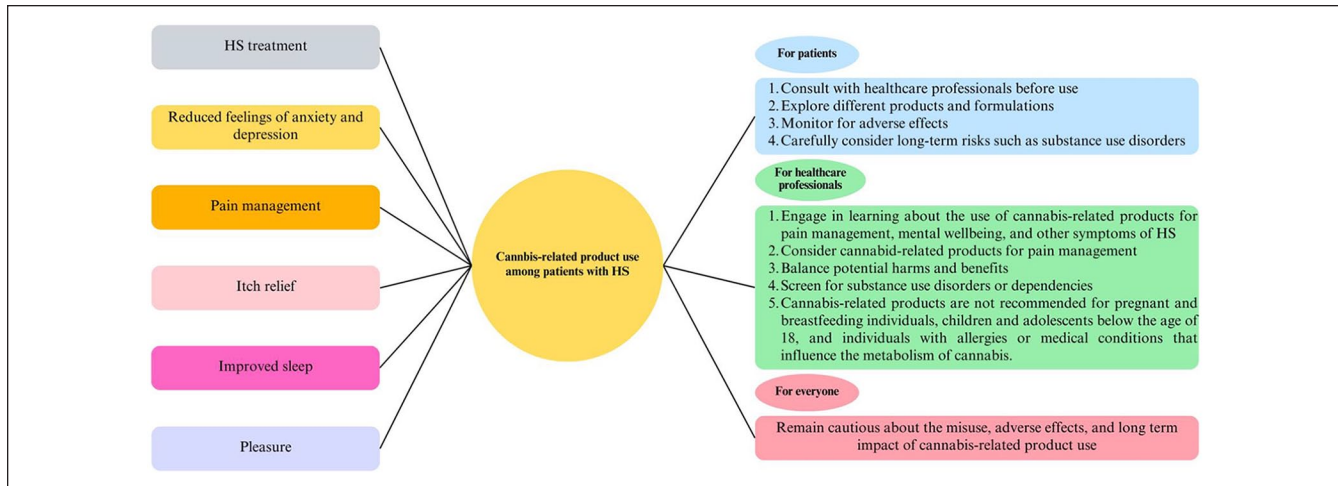 HS treatment
Reduced feelings of anxiety and
depression
Pain management
Itch relief
Improved sleep
Pleasure
Cannbis-related product use
among patients with HS
For patients
1. Consult with healthcare professionals before use
2. Explore different products and formulations
3. Monitor for adverse effects
4. Carefully consider long-term risks such as substance use disorders
For healthcare
professionals
1. Engage in learning about the use of cannabis-related products for
pain management, mental wellbeing, and other symptoms of HS
2. Consider cannabid-related products for pain management
3. Balance potential harms and benefits
4. Screen for substance use disorders or dependencies
5. Cannabis-related products are not recommended for pregnant and
breastfeeding individuals, children and adolescents below the age of
18, and individuals with allergies or medical conditions that
influence the metabolism of cannabis.
For everyone
Remain cautious about the misuse, adverse effects, and long term
impact of cannabis-related product use